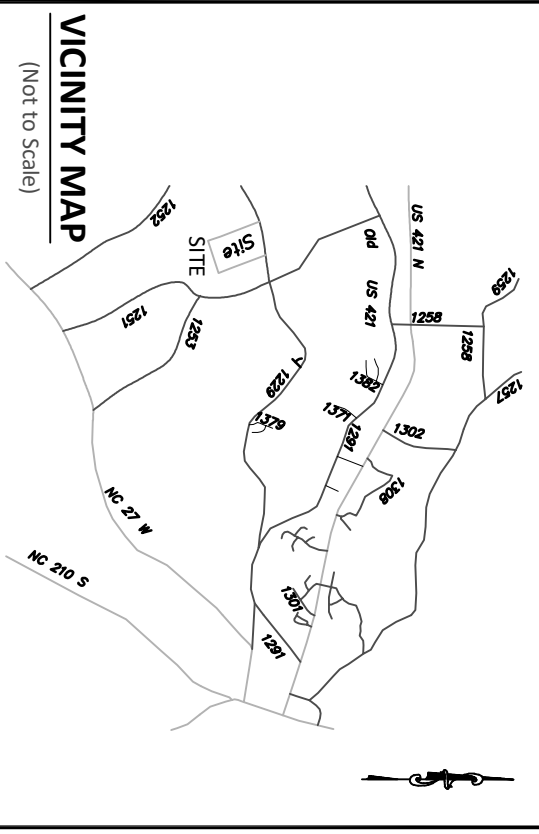 VICINITY MAP
(Not to Scale)
1259
US 421 N
1258
1258
1257
Old US 421
1252
Site
SITE
1382
1371
1302
1291
1308
1251
1253
1229
1379
NC 27 W
NC 210 S
1301
1291